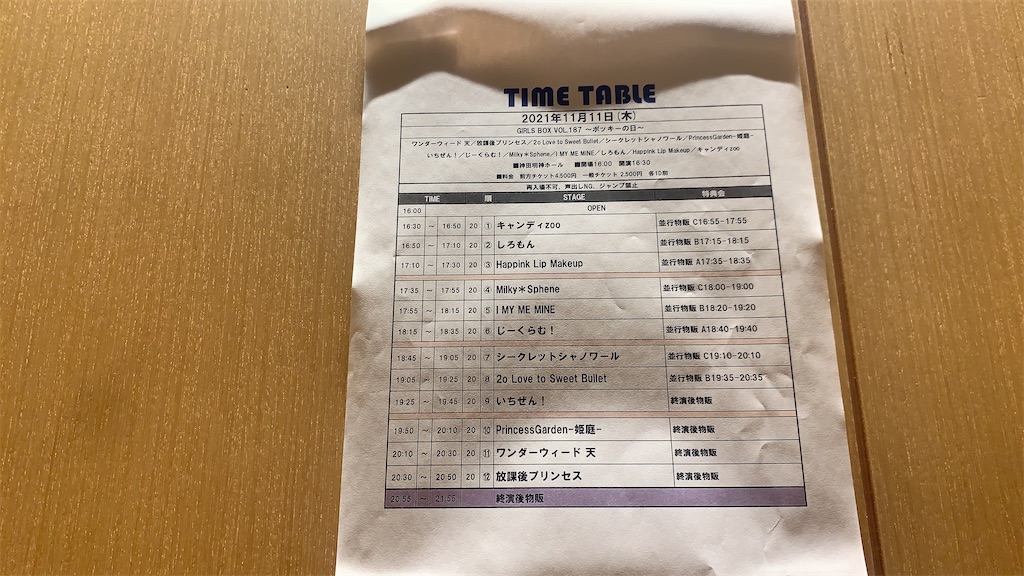 TIME TABLE
2021年11月11日(木)
GIRLS BOX VOL.187 ～ポッキーの日～
ワンダーウィード 天／放課後プリンセス／2o Love to Sweet Bullet／シークレットシャノワール／PrincessGarden-姫庭-
いちぜん！／じーくらむ！／Milky＊Sphene／I MY ME MINE／しろもん／Happink Lip Makeup／キャンディzoo
■神田明神ホール ■開場16:00 開演16:30
■料金 前方チケット4,500円 一般チケット 2,500円 各1D別
再入場不可、声出しNG、ジャンプ禁止
TIME 順 STAGE 特典会
16:00 OPEN
16:30 ～ 16:50 20 ① キャンディzoo 並行物販 C16:55-17:55
16:50 ～ 17:10 20 ② しろもん 並行物販 B17:15-18:15
17:10 ～ 17:30 20 ③ Happink Lip Makeup 並行物販 A17:35-18:35
17:35 ～ 17:55 20 ④ Milky＊Sphene 並行物販 C18:00-19:00
17:55 ～ 18:15 20 ⑤ I MY ME MINE 並行物販 B18:20-19:20
18:15 ～ 18:35 20 ⑥ じーくらむ！ 並行物販 A18:40-19:40
18:45 ～ 19:05 20 ⑦ シークレットシャノワール 並行物販 C19:10-20:10
19:05 ～ 19:25 20 ⑧ 2o Love to Sweet Bullet 並行物販 B19:35-20:35
19:25 ～ 19:45 20 ⑨ いちぜん！ 終演後物販
19:50 ～ 20:10 20 ⑩ PrincessGarden-姫庭- 終演後物販
20:10 ～ 20:30 20 ⑪ ワンダーウィード 天 終演後物販
20:30 ～ 20:50 20 ⑫ 放課後プリンセス 終演後物販
20:55 ～ 21:55 終演後物販